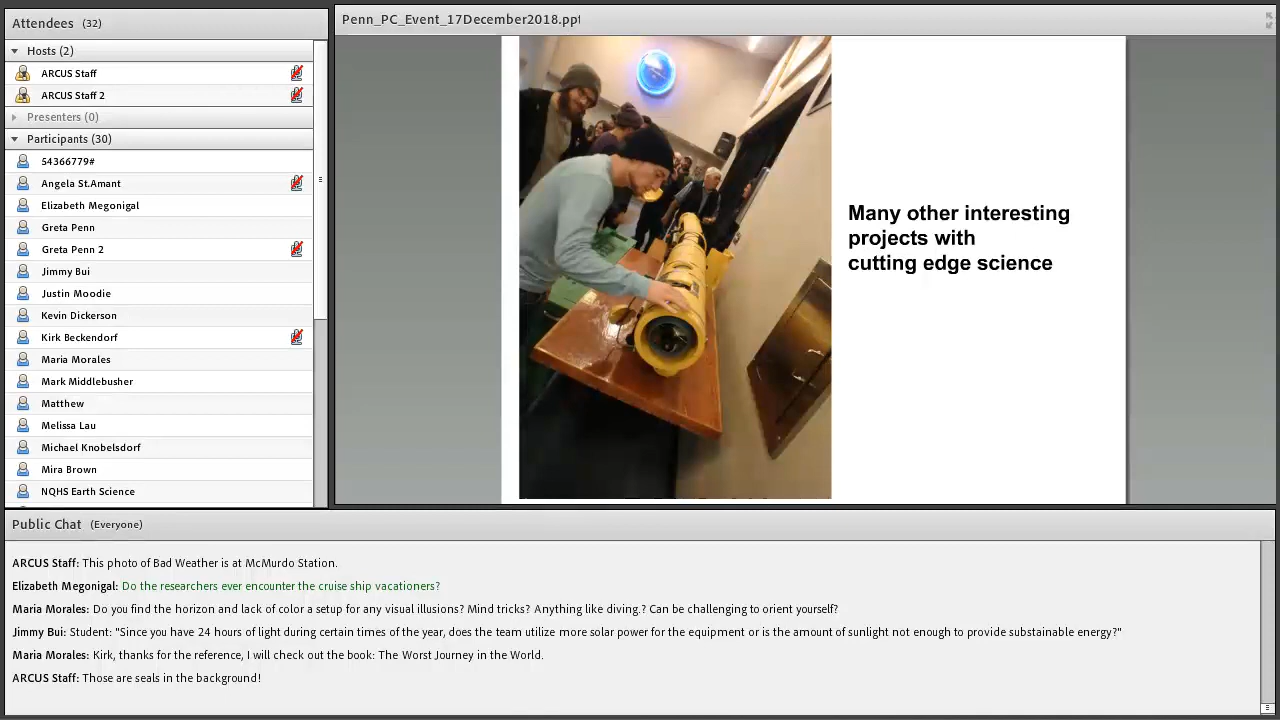 Attendees (32)
Hosts (2)
ARCUS Staff
ARCUS Staff 2
Presenters (0)
Participants (30)
54366779#
Angela St.Amant
Elizabeth Megonigal
Greta Penn
Greta Penn 2
Jimmy Bui
Justin Moodie
Kevin Dickerson
Kirk Beckendorf
Maria Morales
Mark Middlebusher
Matthew
Melissa Lau
Michael Knobelsdorf
Mira Brown
NQHS Earth Science
Penn_PC_Event_17December2018.ppt
Many other interesting
projects with
cutting edge science
Public Chat (Everyone)
ARCUS Staff: This photo of Bad Weather is at McMurdo Station.
Elizabeth Megonigal: Do the researchers ever encounter the cruise ship vacationers?
Maria Morales: Do you find the horizon and lack of color a setup for any visual illusions? Mind tricks? Anything like diving.? Can be challenging to orient yourself?
Jimmy Bui: Student: "Since you have 24 hours of light during certain times of the year, does the team utilize more solar power for the equipment or is the amount of sunlight not enough to provide substainable energy?"
Maria Morales: Kirk, thanks for the reference, I will check out the book: The Worst Journey in the World.
ARCUS Staff: Those are seals in the background!